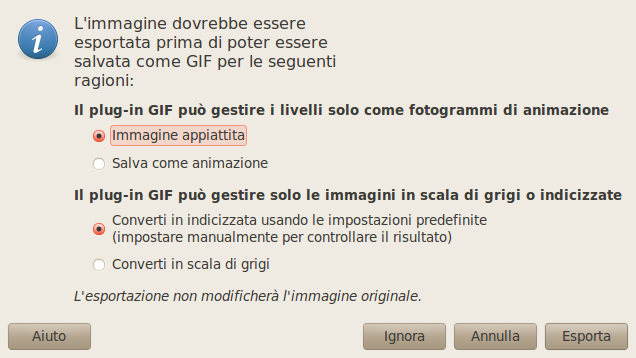 L'immagine dovrebbe essere
esportata prima di poter essere
salvata come GIF per le seguenti
ragioni:
Il plug-in GIF può gestire i livelli solo come fotogrammi di animazione
Immagine appiattita
Salva come animazione
Il plug-in GIF può gestire solo le immagini in scala di grigi o indicizzate
Converti in indicizzata usando le impostazioni predefinite
(impostare manualmente per controllare il risultato)
Converti in scala di grigi
L'esportazione non modificherà l'immagine originale.
Aiuto Ignora Annulla Esporta